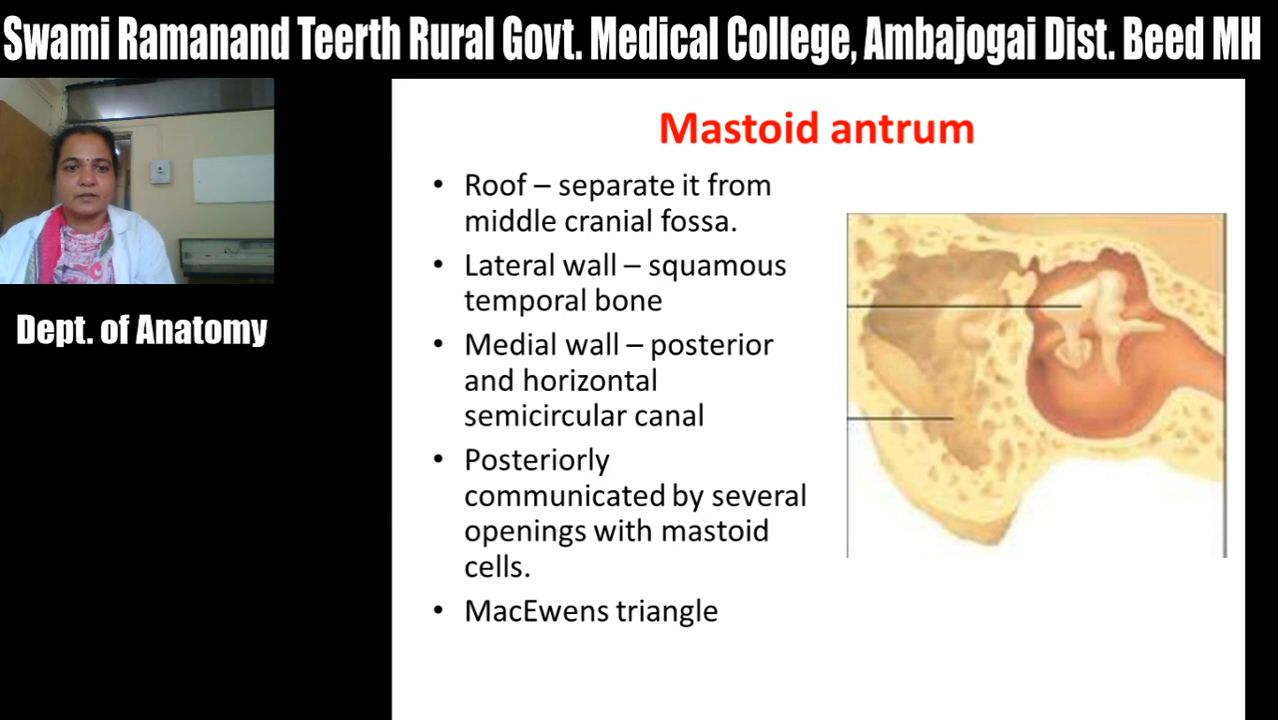 Swami Ramanand Teerth Rural Govt. Medical College, Ambajogai Dist. Beed MH
Dept. of Anatomy
Mastoid antrum
• Roof – separate it from
middle cranial fossa.
• Lateral wall – squamous
temporal bone
• Medial wall – posterior
and horizontal
semicircular canal
• Posteriorly
communicated by several
openings with mastoid
cells.
• MacEwens triangle